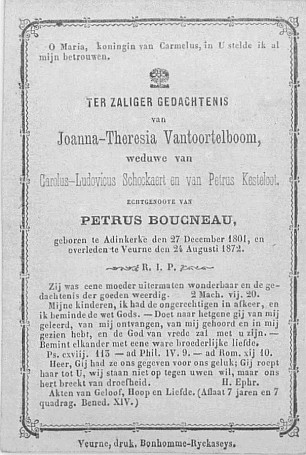 O Maria, koningin van Carmelus, in U stelde ik al
mijn betrouwen.
TER ZALIGER GEDACHTENIS
van
Joanna-Theresia Vantoortelboom,
weduwe van
Carolus-Ludovicus Schockaert en van Petrus Kesteloot,
ECHTGENOOTE VAN
PETRUS BOUCNEAU,
geboren te Adinkerke den 27 December 1801, en
overleden te Veurne den 24 Augusti 1872.
R. I. P.
Zij was eene moeder uitermaten wonderbaar en de ge-
dachtenis der goeden weerdig. 2 Mach. vij. 20.
Mijne kinderen, ik had de ongerechtigen in afkeer, en
ik beminde de wet Gods. — Doet naar hetgene gij van mij
geleerd, van mij ontvangen, van mij gehoord en in mij
gezien hebt, en de God van vrede zal met u zijn. —
Bemint elkander met eene ware broederlijke liefde.
Ps. cxviij. 113 — ad Phil. IV. 9. — ad Rom. xij 10.
Heer, Gij had ze ons gegeven voor ons geluk; Gij roept
haar tot U, wij staan niet op tegen uwen wil, maar ons
hert breekt van droefheid. H. Ephr.
Akten van Geloof, Hoop en Liefde. (Aflaat 7 jaren en 7
quadrag. Bened. XIV.)
Veurne, druk. Bonhomme-Ryckaseys.